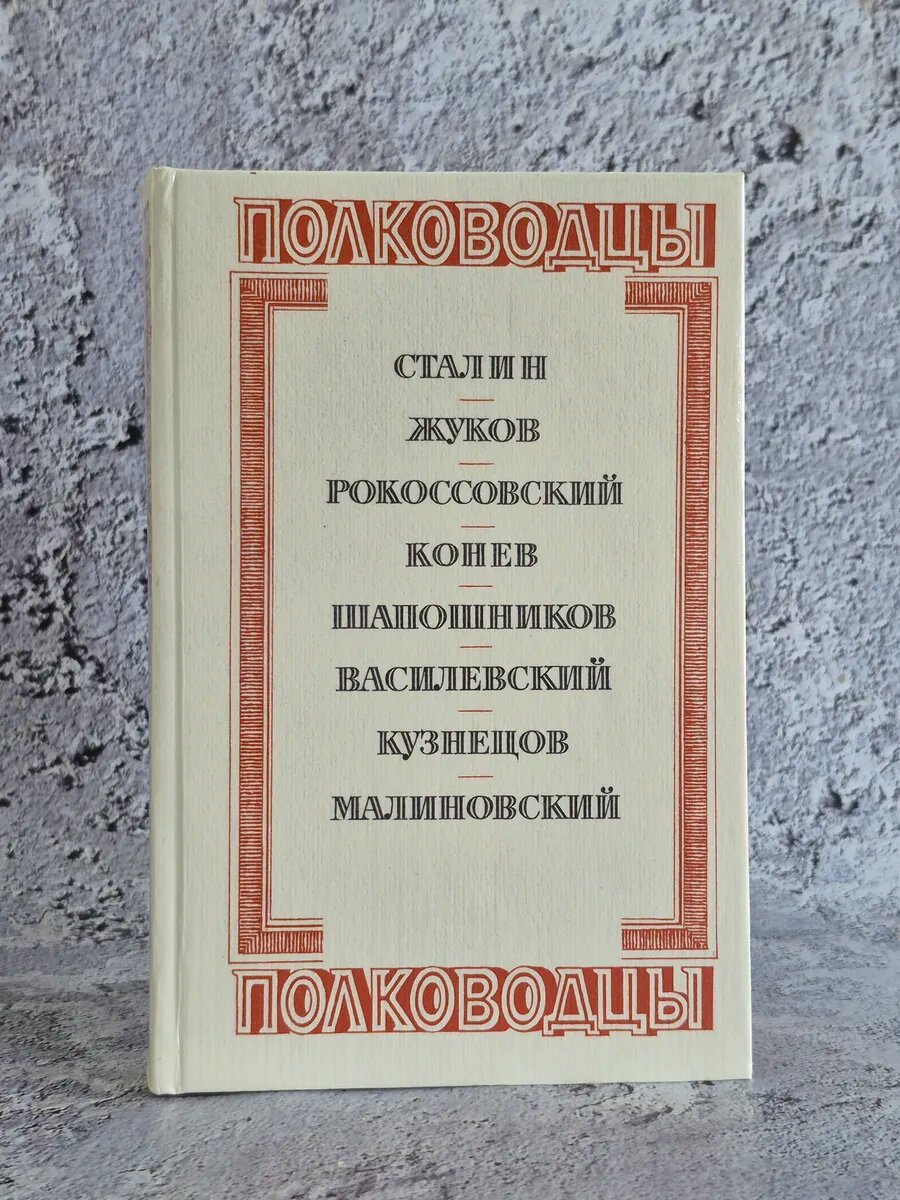 ПОЛКОВОДЦЫ
СТАЛИН
ЖУКОВ
РОКОССОВСКИЙ
КОНЕВ
ШАПОШНИКОВ
ВАСИЛЕВСКИЙ
КУЗНЕЦОВ
МАЛИНОВСКИЙ
ПОЛКОВОДЦЫ